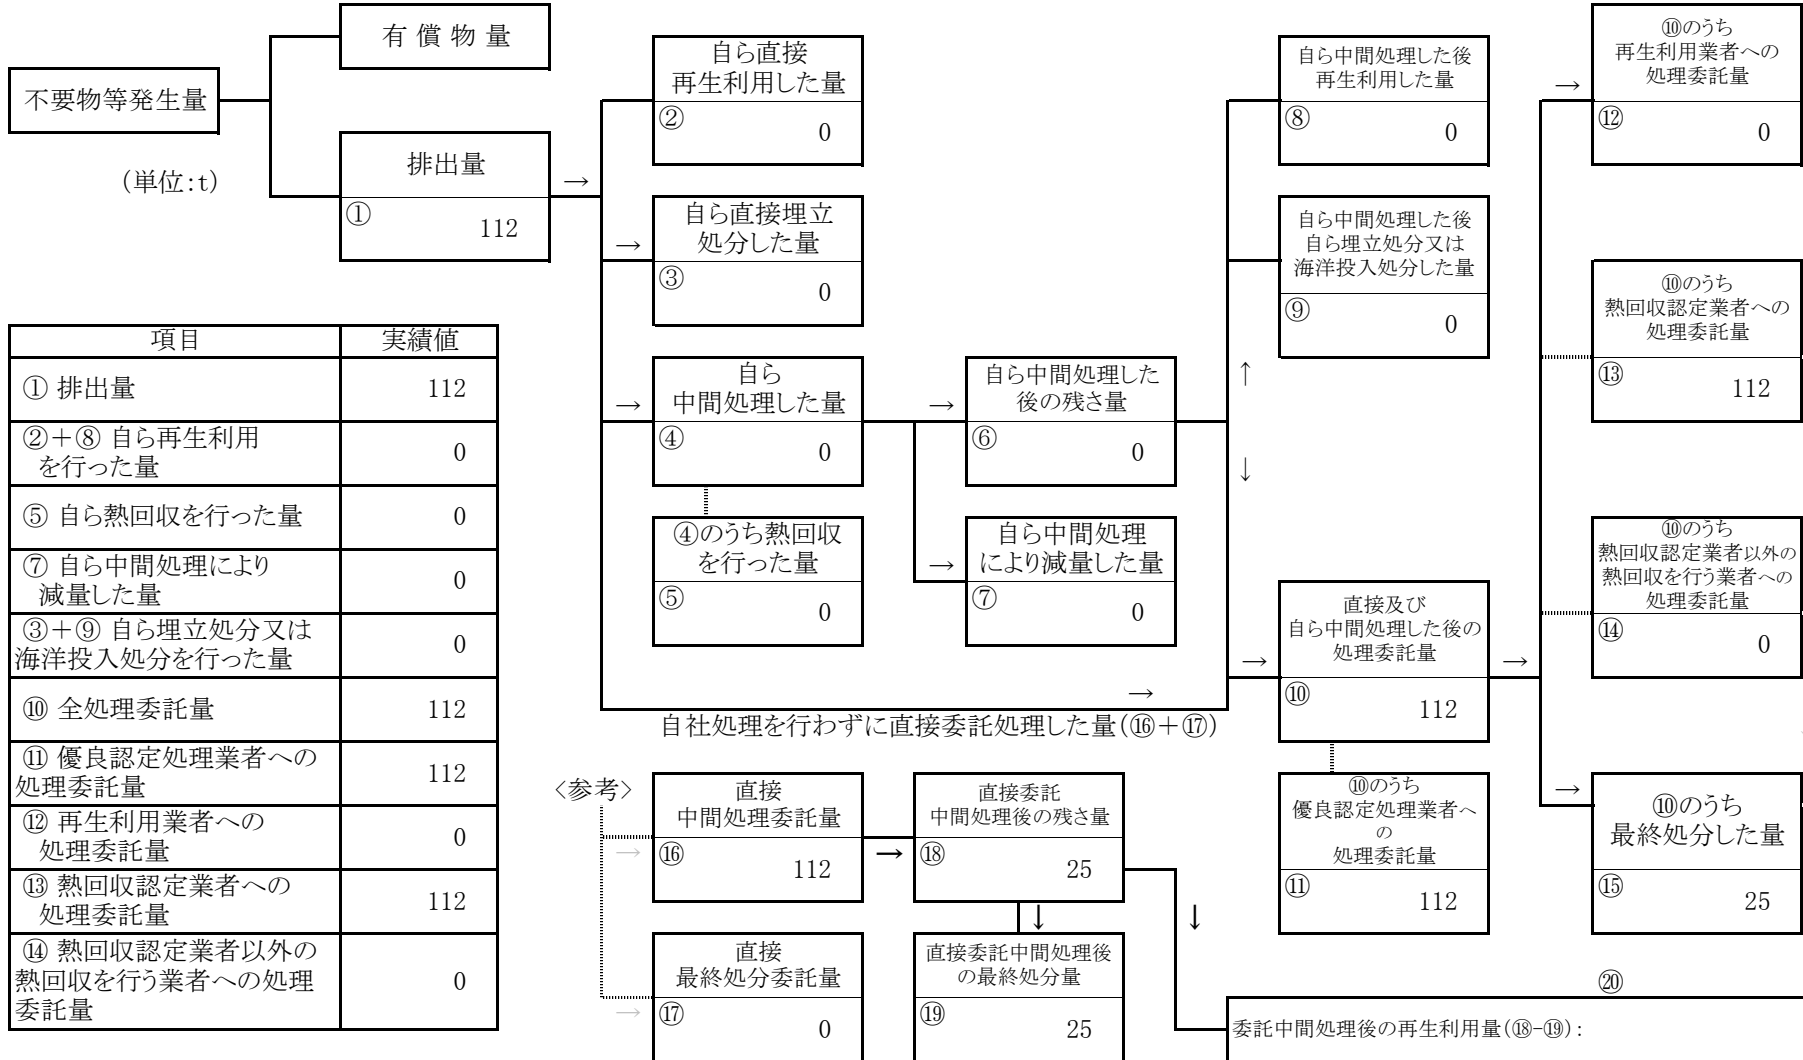 不要物等発生量
(単位:t)
有 償 物 量
排出量
①
112
→
自ら直接
再生利用した量
②
0
→
自ら直接埋立
処分した量
③
0
→
自ら
中間処理した量
④
0
④のうち熱回収
を行った量
⑤
0
→
自ら中間処理した
後の残さ量
⑥
0
→
自ら中間処理
により減量した量
⑦
0
↑
↓
自ら中間処理した後
再生利用した量
⑧
0
自ら中間処理した後
自ら埋立処分又は
海洋投入処分した量
⑨
0
→
自社処理を行わずに直接委託処理した量(⑯+⑰)
→
直接及び
自ら中間処理した後の
処理委託量
⑩
112
→
⑩のうち
優良認定処理業者へ
の
処理委託量
⑪
112
→
⑩のうち
再生利用業者への
処理委託量
⑫
0
⑩のうち
熱回収認定業者への
処理委託量
⑬
112
⑩のうち
熱回収認定業者以外の
熱回収を行う業者への
処理委託量
⑭
0
→
⑩のうち
最終処分した量
⑮
25
項目 実績値
① 排出量 112
②+⑧ 自ら再生利用
を行った量 0
⑤ 自ら熱回収を行った量 0
⑦ 自ら中間処理により
減量した量 0
③+⑨ 自ら埋立処分又は
海洋投入処分を行った量 0
⑩ 全処理委託量 112
⑪ 優良認定処理業者への
処理委託量 112
⑫ 再生利用業者への
処理委託量 0
⑬ 熱回収認定業者への
処理委託量 112
⑭ 熱回収認定業者以外の
熱回収を行う業者への処理
委託量 0
<参考>
→
直接
中間処理委託量
⑯
112
→
直接委託
中間処理後の残さ量
⑱
25
↓
↓
→
直接
最終処分委託量
⑰
0
直接委託中間処理後
の最終処分量
⑲
25
⑳
委託中間処理後の再生利用量(⑱-⑲):